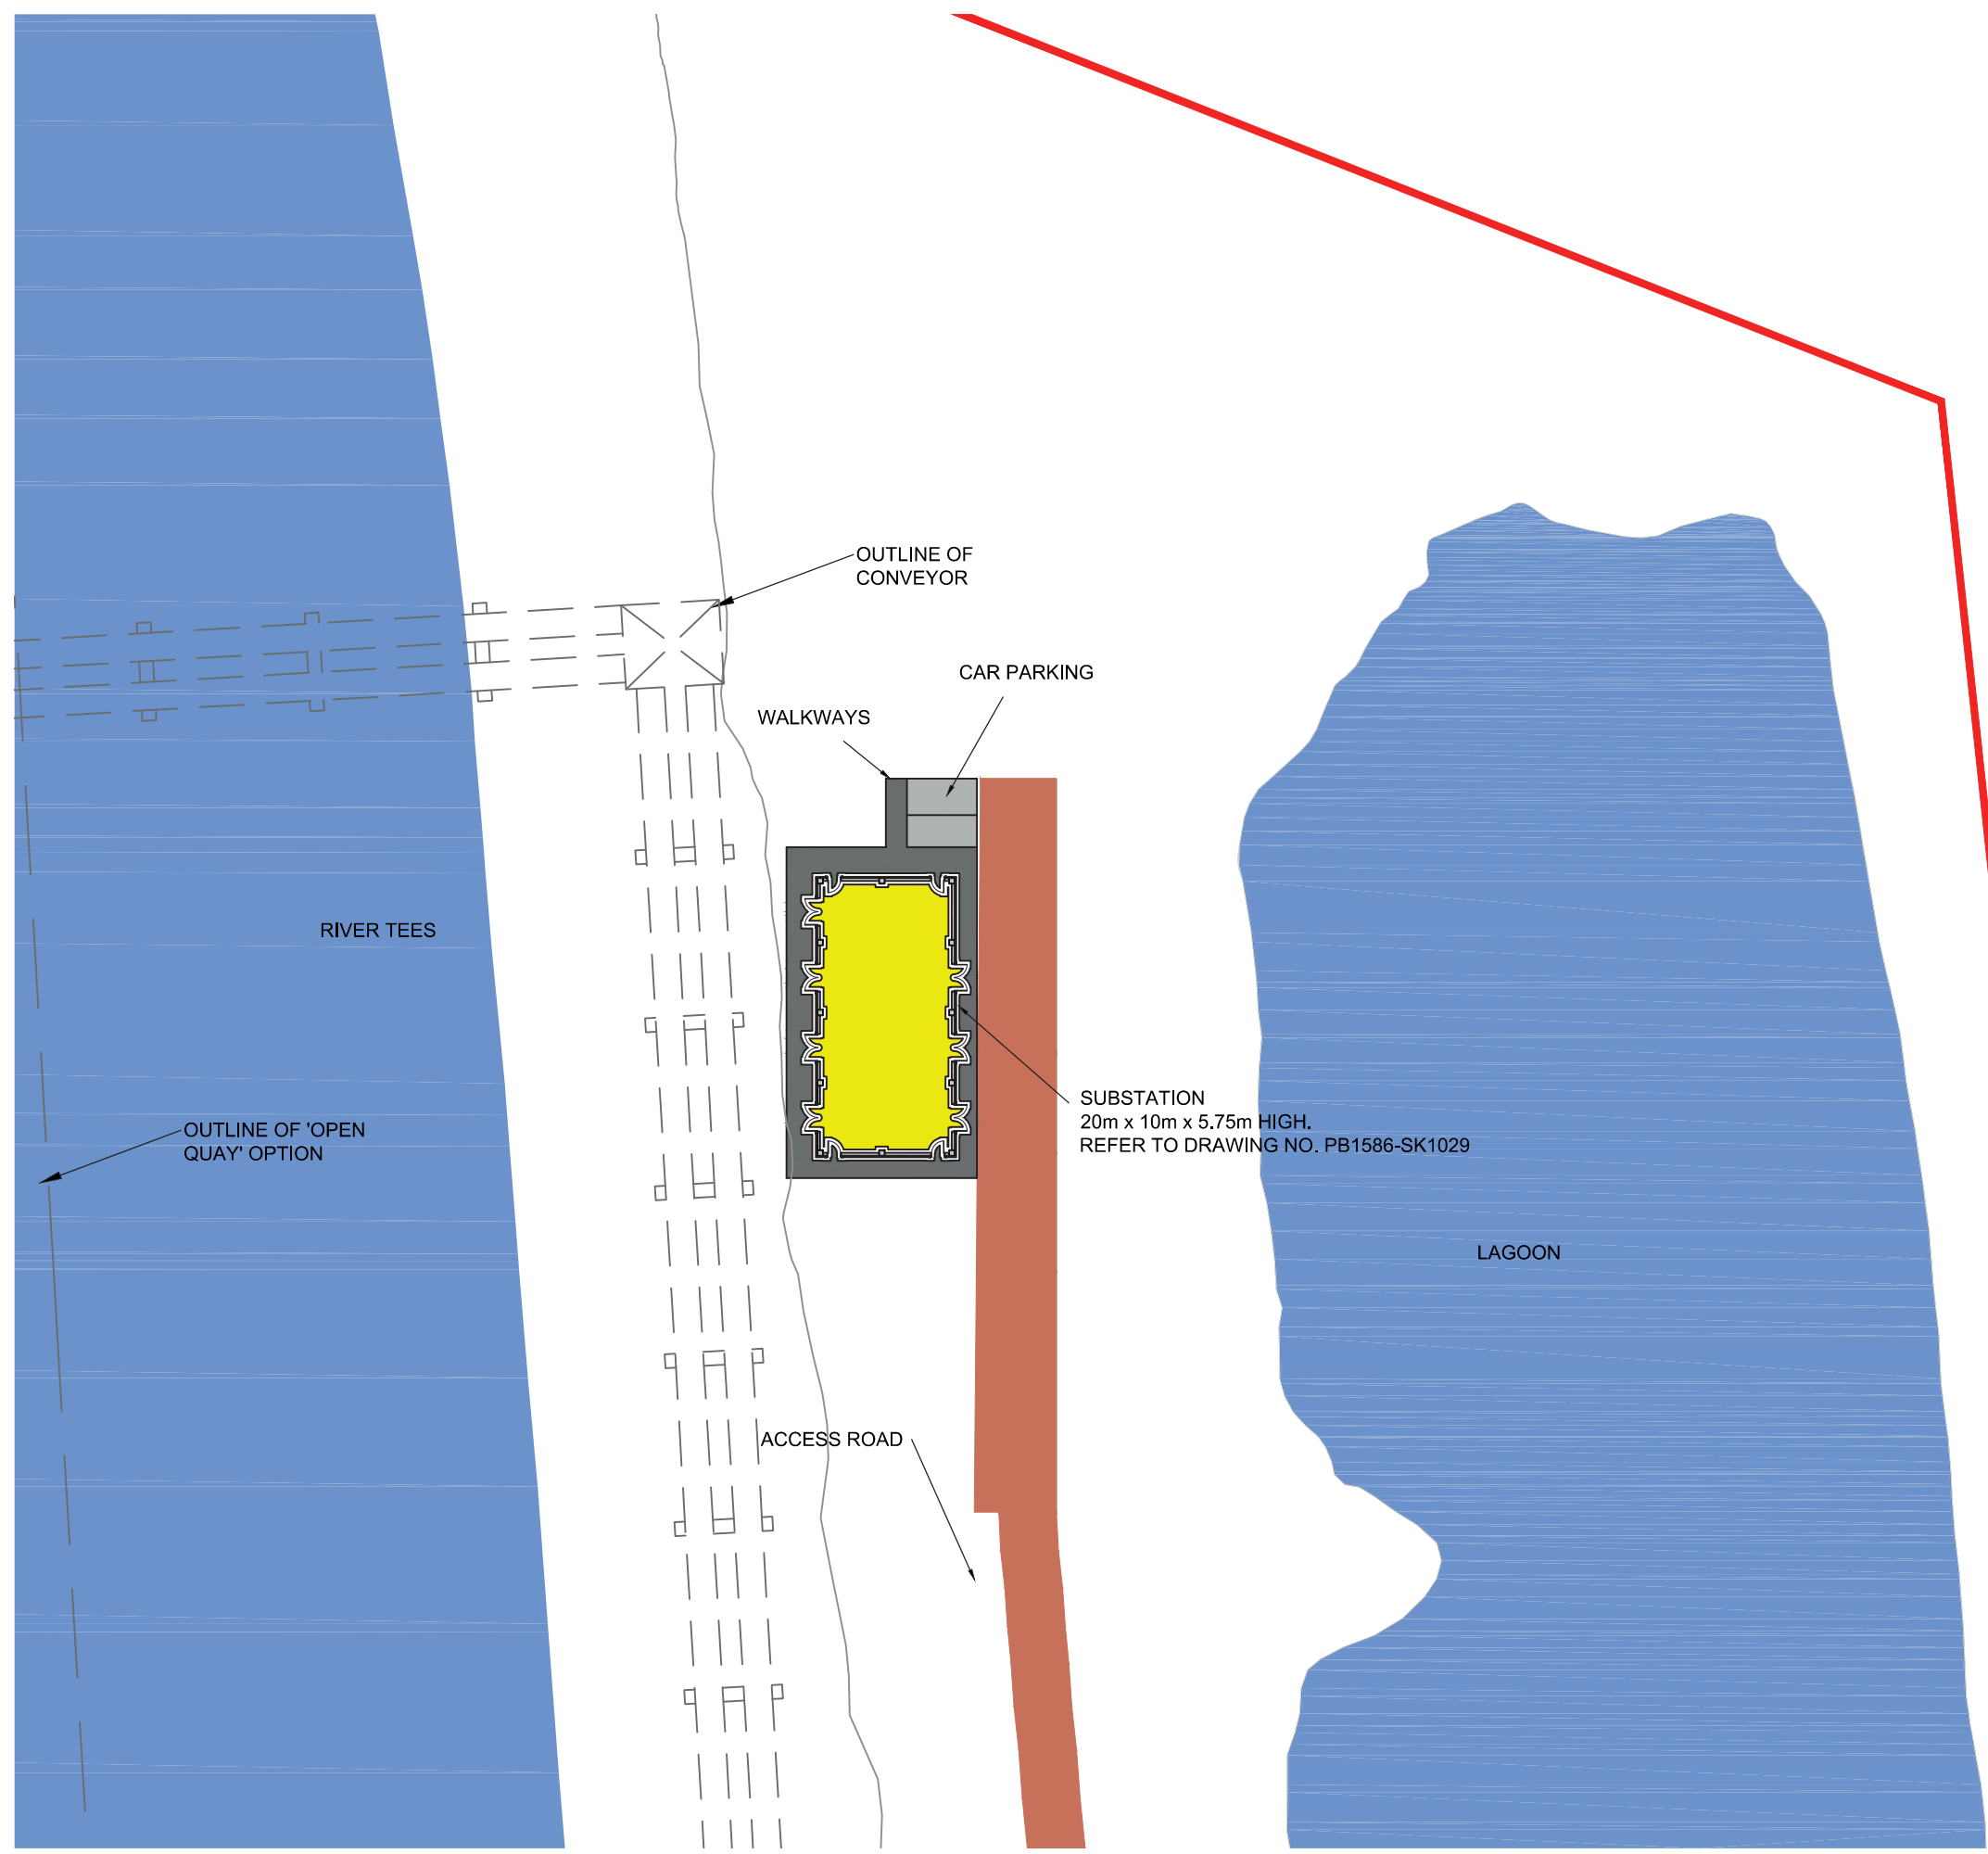 OUTLINE OF
CONVEYOR
CAR PARKING
WALKWAYS
RIVER TEES
SUBSTATION
20m x 10m x 5.75m HIGH.
REFER TO DRAWING NO. PB1586-SK1029
OUTLINE OF 'OPEN
QUAY' OPTION
LAGOON
ACCESS ROAD